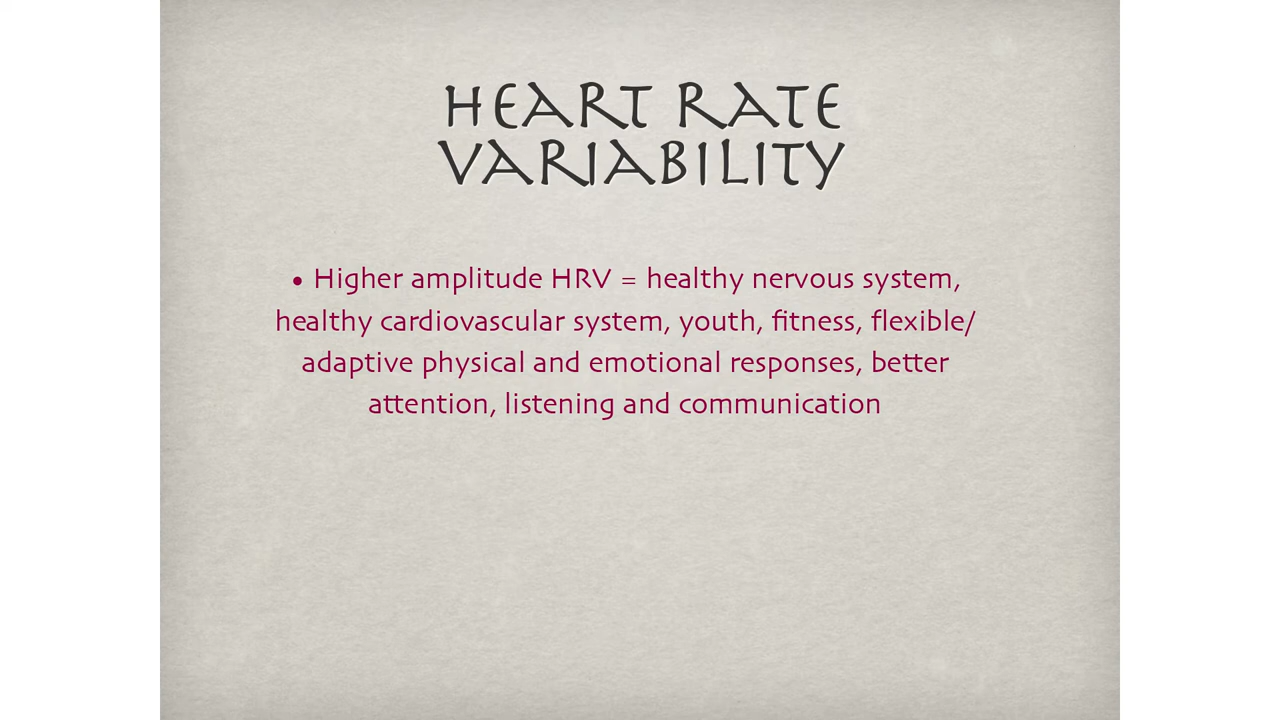 HEART RATE
VARIABILITY
• Higher amplitude HRV = healthy nervous system,
healthy cardiovascular system, youth, fitness, flexible/
adaptive physical and emotional responses, better
attention, listening and communication